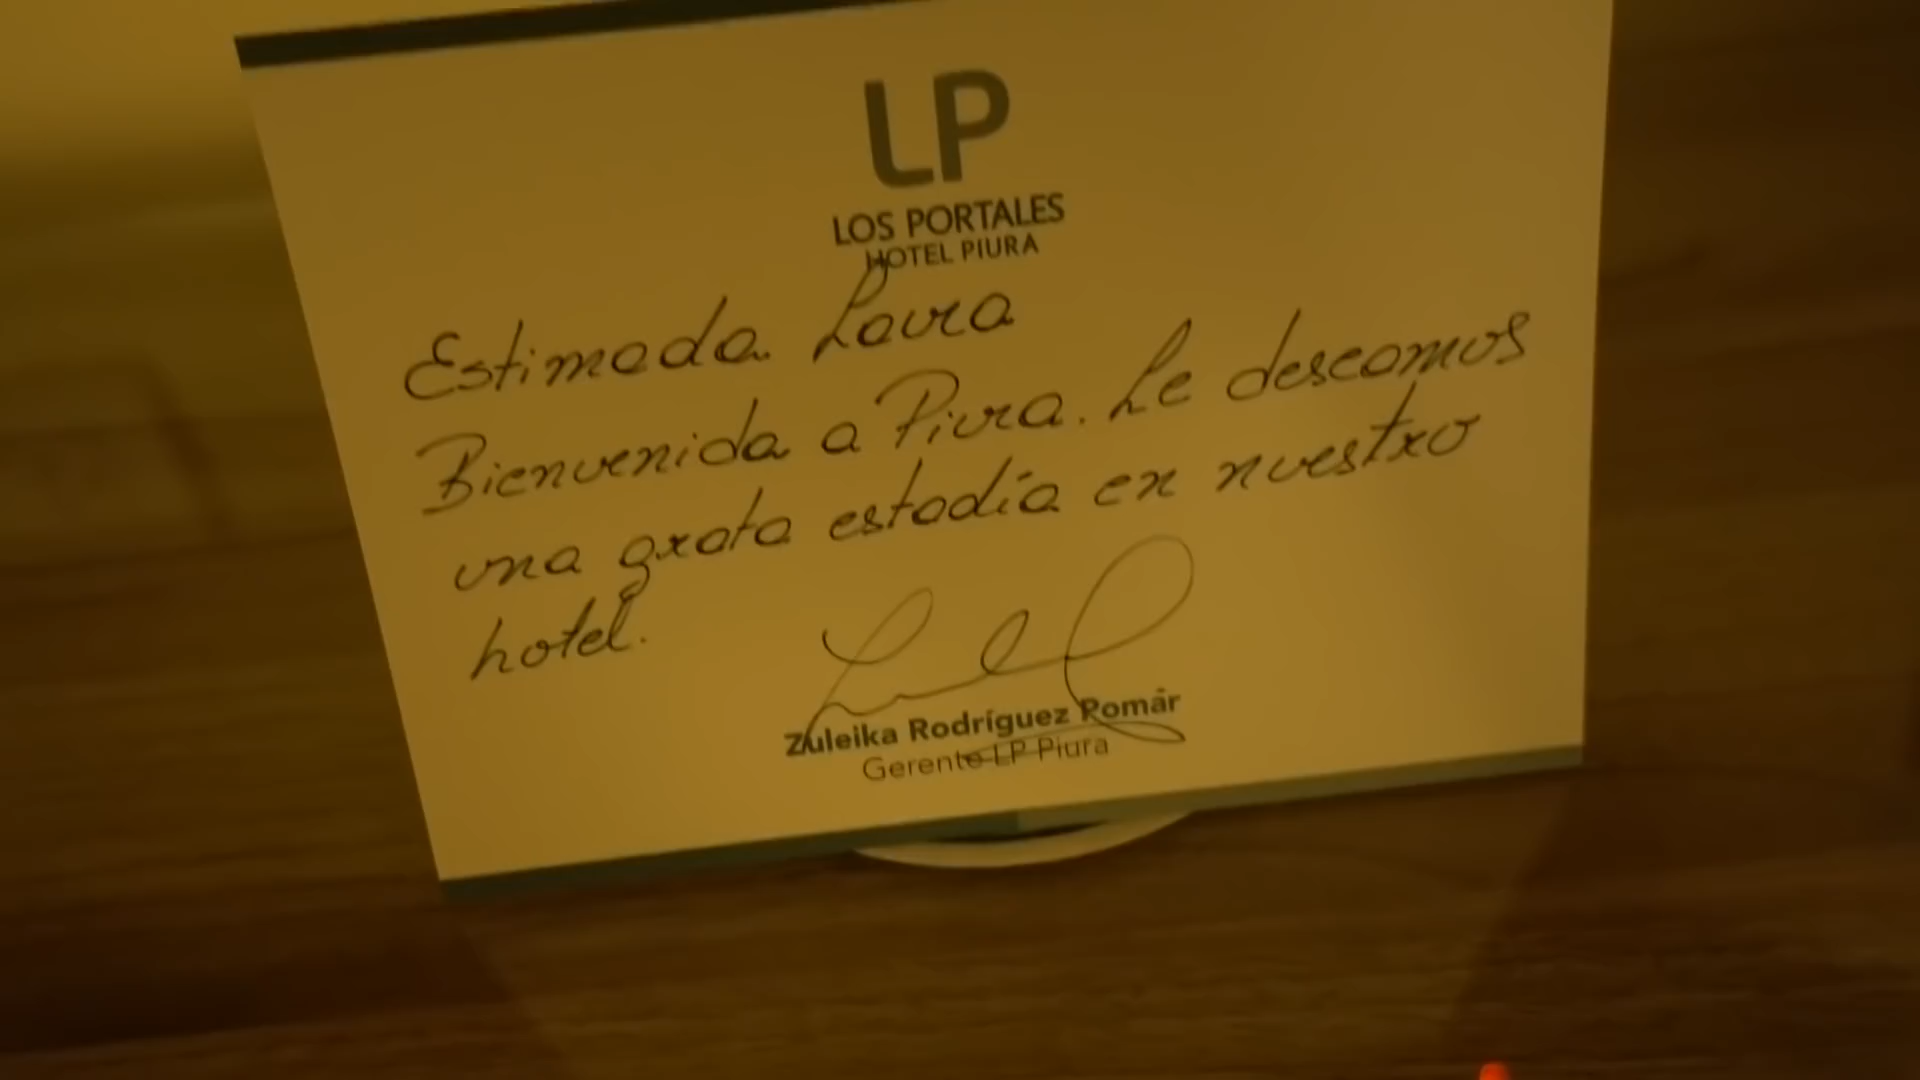 LP
LOS PORTALES
HOTEL PIURA
Estimada Laura
Bienvenida a Piura. Le deseamos
una grata estadía en nuestro
hotel.
Zuleika Rodríguez Pomár
Gerente LP Piura